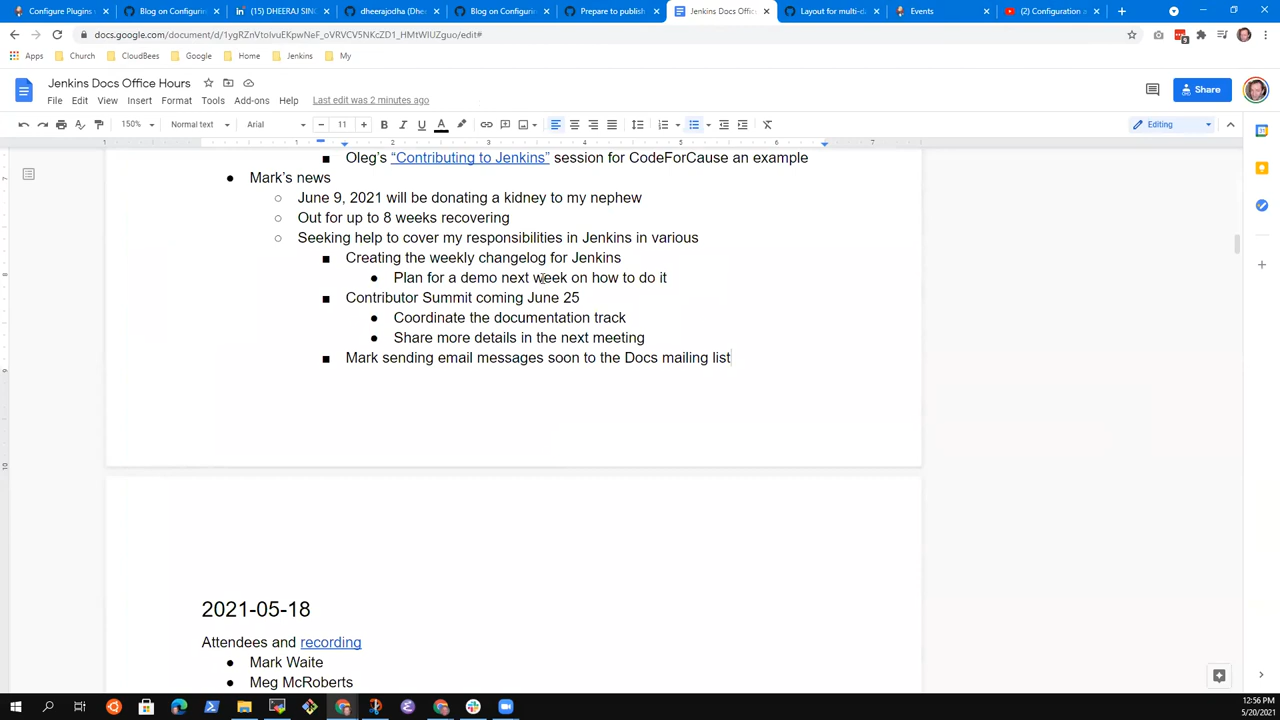 Configure Plugins
Blog on Configurin
(15) DHEERAJ SING
dheerajodha (Dhe
Blog on Configurin
Prepare to publish
Jenkins Docs Offic
Layout for multi-da
Events
(2) Configuration a
docs.google.com/document/d/1ygRZnVtoIvuEKpwNeF_oVRVCV5NKcZD1_HMtWIUZguo/edit#
Apps Church CloudBees Google Home Jenkins My
Jenkins Docs Office Hours
Share
File Edit View Insert Format Tools Add-ons Help Last edit was 2 minutes ago
150% Normal text Arial 11 Editing
Oleg's “Contributing to Jenkins” session for CodeForCause an example
Mark's news
June 9, 2021 will be donating a kidney to my nephew
Out for up to 8 weeks recovering
Seeking help to cover my responsibilities in Jenkins in various
Creating the weekly changelog for Jenkins
Plan for a demo next week on how to do it
Contributor Summit coming June 25
Coordinate the documentation track
Share more details in the next meeting
Mark sending email messages soon to the Docs mailing list
2021-05-18
Attendees and recording
Mark Waite
Meg McRoberts
12:56 PM
5/20/2021